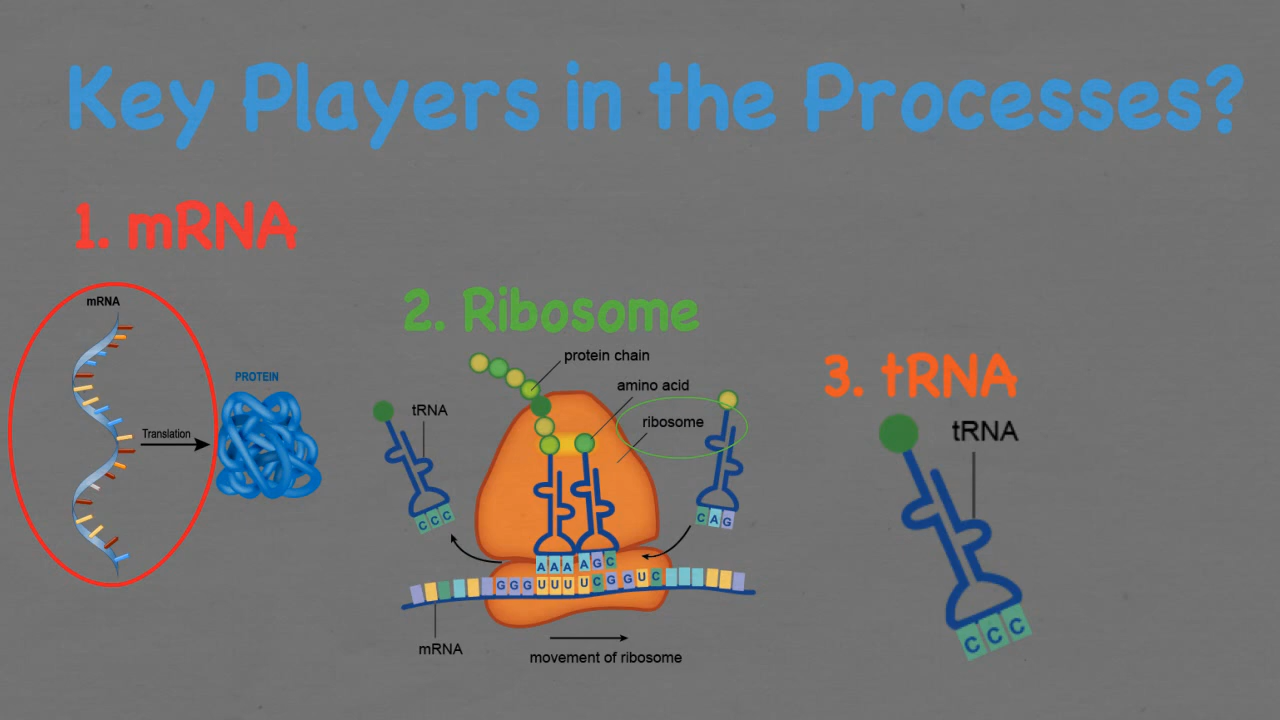 Key Players in the Processes?
1. mRNA
mRNA
PROTEIN
Translation
2. Ribosome
protein chain
amino acid
ribosome
tRNA
CCC
CAG
AAA AGC
GGG UUU UCG GUC
mRNA
movement of ribosome
3. tRNA
tRNA
CCC